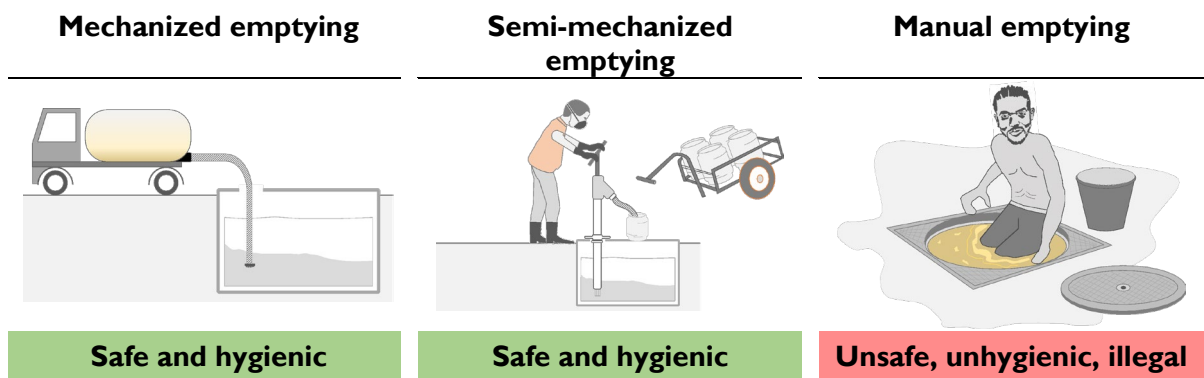 Mechanized emptying
Semi-mechanized
emptying
Manual emptying
Safe and hygienic
Safe and hygienic
Unsafe, unhygienic, illegal